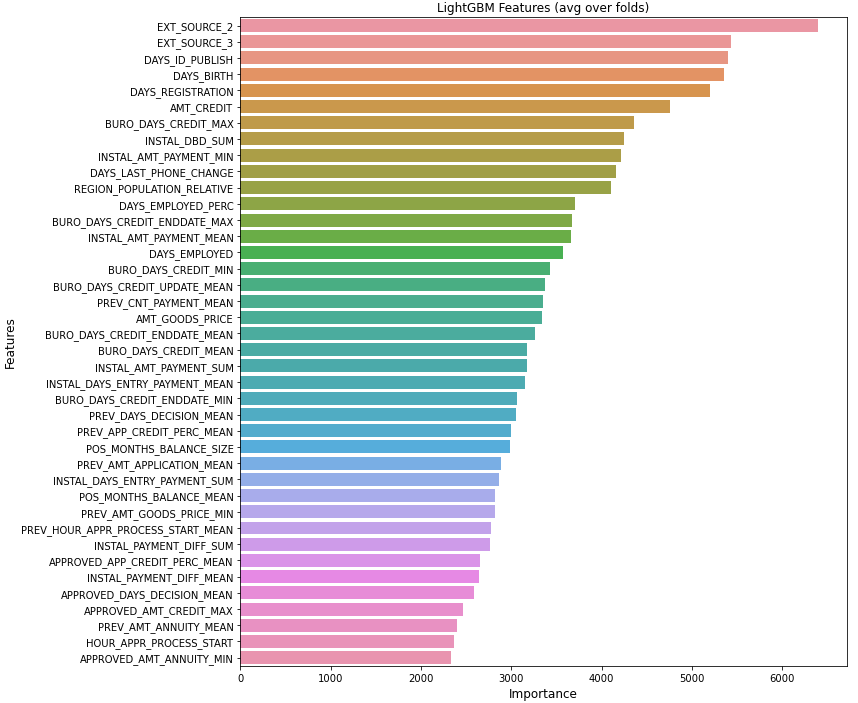 LightGBM Features (avg over folds)
EXT_SOURCE_2
EXT_SOURCE_3
DAYS_ID_PUBLISH
DAYS_BIRTH
DAYS_REGISTRATION
AMT_CREDIT
BURO_DAYS_CREDIT_MAX
INSTAL_DBD_SUM
INSTAL_AMT_PAYMENT_MIN
DAYS_LAST_PHONE_CHANGE
REGION_POPULATION_RELATIVE
DAYS_EMPLOYED_PERC
BURO_DAYS_CREDIT_ENDDATE_MAX
INSTAL_AMT_PAYMENT_MEAN
DAYS_EMPLOYED
BURO_DAYS_CREDIT_MIN
BURO_DAYS_CREDIT_UPDATE_MEAN
PREV_CNT_PAYMENT_MEAN
AMT_GOODS_PRICE
BURO_DAYS_CREDIT_ENDDATE_MEAN
BURO_DAYS_CREDIT_MEAN
INSTAL_AMT_PAYMENT_SUM
INSTAL_DAYS_ENTRY_PAYMENT_MEAN
BURO_DAYS_CREDIT_ENDDATE_MIN
PREV_DAYS_DECISION_MEAN
PREV_APP_CREDIT_PERC_MEAN
POS_MONTHS_BALANCE_SIZE
PREV_AMT_APPLICATION_MEAN
INSTAL_DAYS_ENTRY_PAYMENT_SUM
POS_MONTHS_BALANCE_MEAN
PREV_AMT_GOODS_PRICE_MIN
PREV_HOUR_APPR_PROCESS_START_MEAN
INSTAL_PAYMENT_DIFF_SUM
APPROVED_APP_CREDIT_PERC_MEAN
INSTAL_PAYMENT_DIFF_MEAN
APPROVED_DAYS_DECISION_MEAN
APPROVED_AMT_CREDIT_MAX
PREV_AMT_ANNUITY_MEAN
HOUR_APPR_PROCESS_START
APPROVED_AMT_ANNUITY_MIN
Features
0 1000 2000 3000 4000 5000 6000
Importance